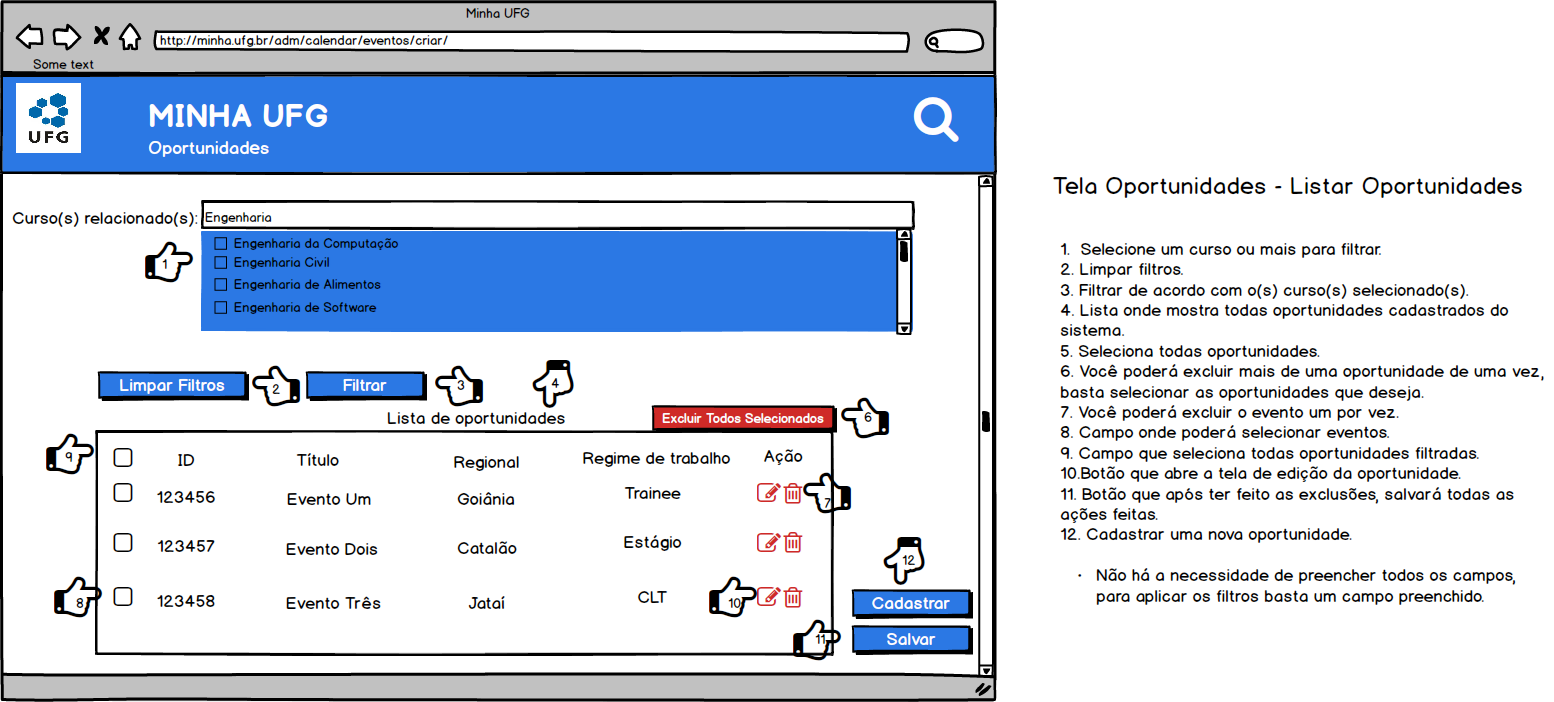 Minha UFG
http://minha.ufg.br/adm/calendar/eventos/criar/
Some text
UFG
MINHA UFG
Oportunidades
Curso(s) relacionado(s):
Engenharia
1
Engenharia da Computação
Engenharia Civil
Engenharia de Alimentos
Engenharia de Software
Limpar Filtros
2
Filtrar
3
4
Lista de oportunidades
Excluir Todos Selecionados
6
9
ID Título Regional Regime de trabalho Ação
123456 Evento Um Goiânia Trainee
7
123457 Evento Dois Catalão Estágio
12
8
123458 Evento Três Jataí CLT
10
Cadastrar
11
Salvar
Tela Oportunidades - Listar Oportunidades
1. Selecione um curso ou mais para filtrar.
2. Limpar filtros.
3. Filtrar de acordo com o(s) curso(s) selecionado(s).
4. Lista onde mostra todas oportunidades cadastrados do
sistema.
5. Seleciona todas oportunidades.
6. Você poderá excluir mais de uma oportunidade de uma vez,
basta selecionar as oportunidades que deseja.
7. Você poderá excluir o evento um por vez.
8. Campo onde poderá selecionar eventos.
9. Campo que seleciona todas oportunidades filtradas.
10.Botão que abre a tela de edição da oportunidade.
11. Botão que após ter feito as exclusões, salvará todas as
ações feitas.
12. Cadastrar uma nova oportunidade.
• Não há a necessidade de preencher todos os campos,
para aplicar os filtros basta um campo preenchido.